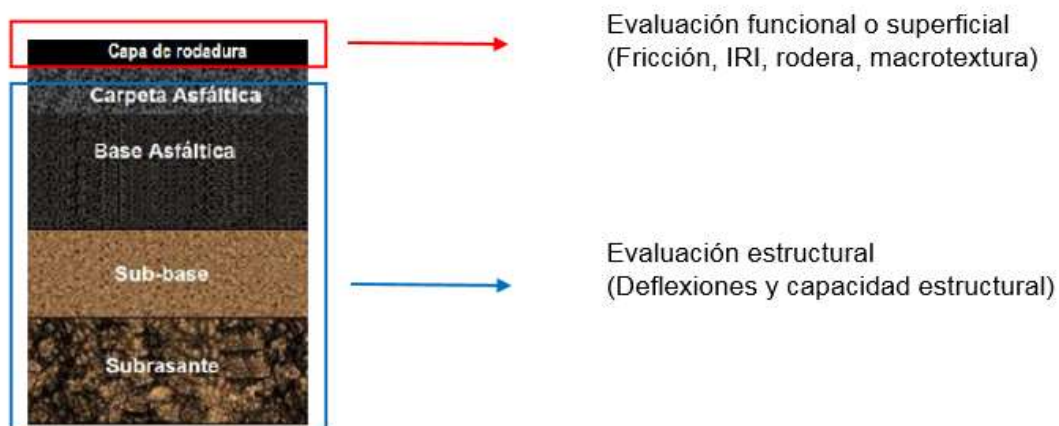 Capa de rodadura
Carpeta Asfáltica
Base Asfáltica
Sub-base
Subrasante
Evaluación funcional o superficial
(Fricción, IRI, rodera, macrotextura)
Evaluación estructural
(Deflexiones y capacidad estructural)